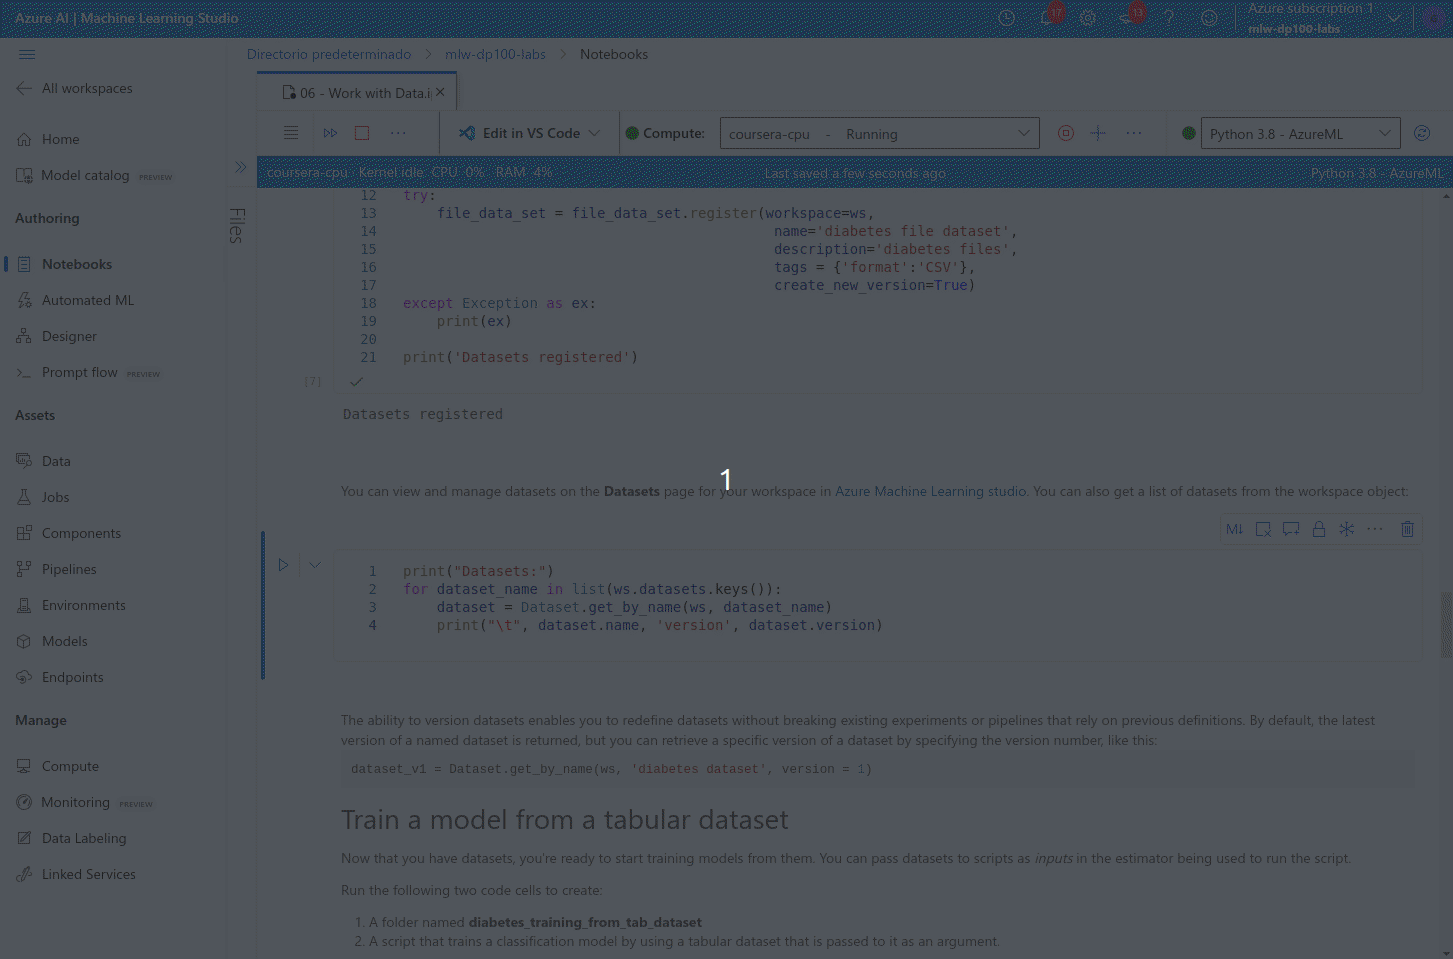 Azure AI | Machine Learning Studio
17
13
Azure subscription 1
mlw-dp100-labs
Directorio predeterminado > mlw-dp100-labs > Notebooks
All workspaces
Home
Model catalog PREVIEW
Authoring
Notebooks
Automated ML
Designer
Prompt flow PREVIEW
Assets
Data
Jobs
Components
Pipelines
Environments
Models
Endpoints
Manage
Compute
Monitoring PREVIEW
Data Labeling
Linked Services
Files
06 - Work with Data.i
Edit in VS Code
Compute:
coursera-cpu - Running
Python 3.8 - AzureML
coursera-cpu · Kernel idle: CPU 0% RAM 4%
Last saved a few seconds ago
Python 3.8 - AzureML
12 try:
13 file_data_set = file_data_set.register(workspace=ws,
14 name='diabetes file dataset',
15 description='diabetes files',
16 tags = {'format':'CSV'},
17 create_new_version=True)
18 except Exception as ex:
19 print(ex)
20
21 print('Datasets registered')
[7]
Datasets registered
1
You can view and manage datasets on the Datasets page for your workspace in Azure Machine Learning studio. You can also get a list of datasets from the workspace object:
M↓
1 print("Datasets:")
2 for dataset_name in list(ws.datasets.keys()):
3 dataset = Dataset.get_by_name(ws, dataset_name)
4 print("\t", dataset.name, 'version', dataset.version)
The ability to version datasets enables you to redefine datasets without breaking existing experiments or pipelines that rely on previous definitions. By default, the latest
version of a named dataset is returned, but you can retrieve a specific version of a dataset by specifying the version number, like this:
dataset_v1 = Dataset.get_by_name(ws, 'diabetes dataset', version = 1)
Train a model from a tabular dataset
Now that you have datasets, you're ready to start training models from them. You can pass datasets to scripts as inputs in the estimator being used to run the script.
Run the following two code cells to create:
1. A folder named diabetes_training_from_tab_dataset
2. A script that trains a classification model by using a tabular dataset that is passed to it as an argument.